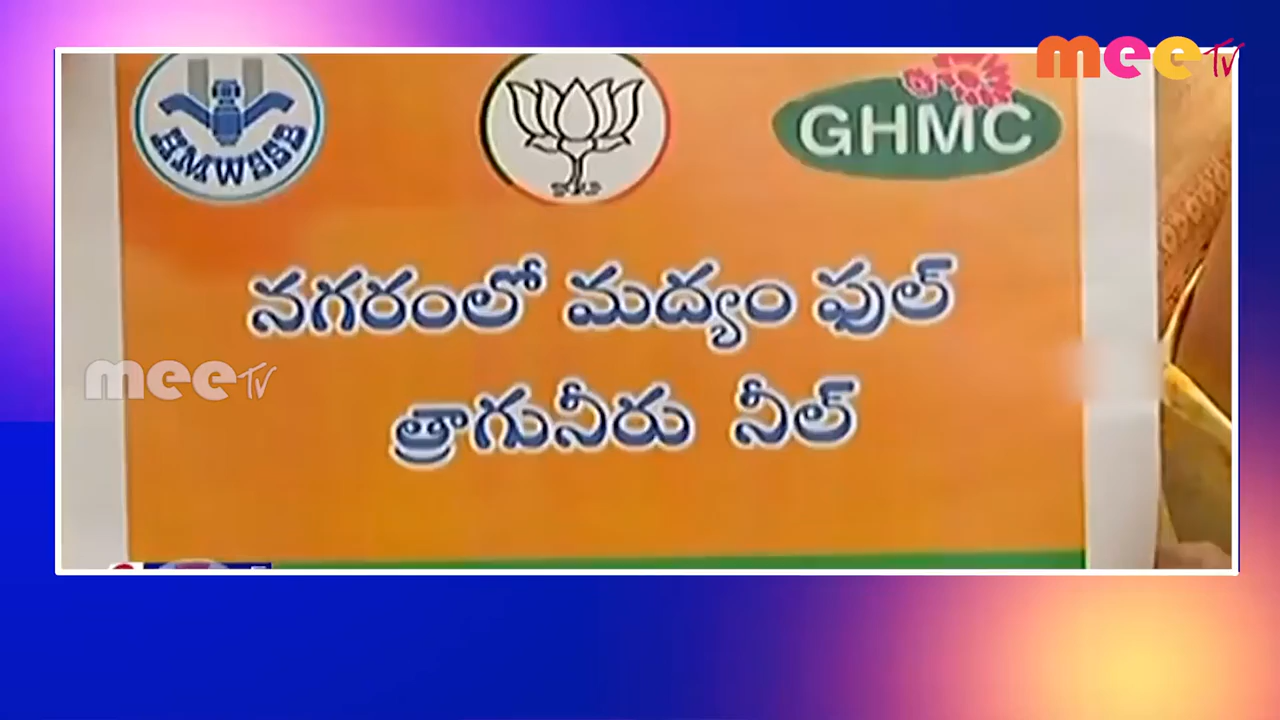 meeTV
HMWSSB
GHMC
నగరంలో మద్యం ఫుల్
meeTV
త్రాగునీరు నీల్